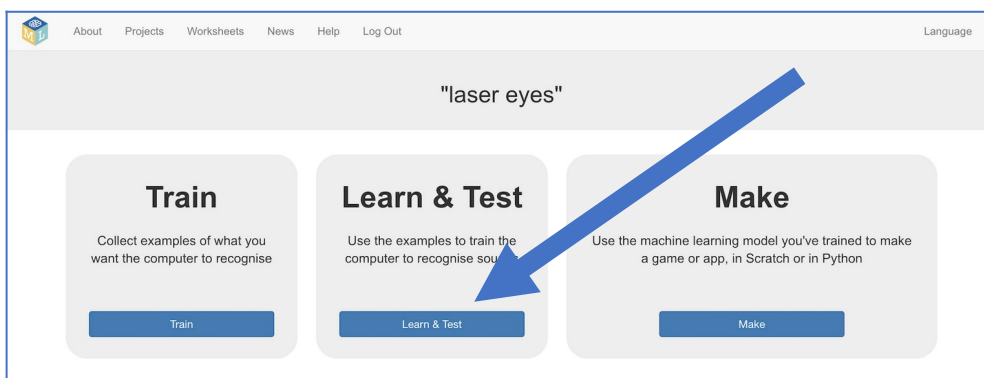 About Projects Worksheets News Help Log Out Language
"laser eyes"
Train
Collect examples of what you
want the computer to recognise
Train
Learn & Test
Use the examples to train the
computer to recognise
Learn & Test
Make
Use the machine learning model you've trained to make
a game or app, in Scratch or in Python
Make